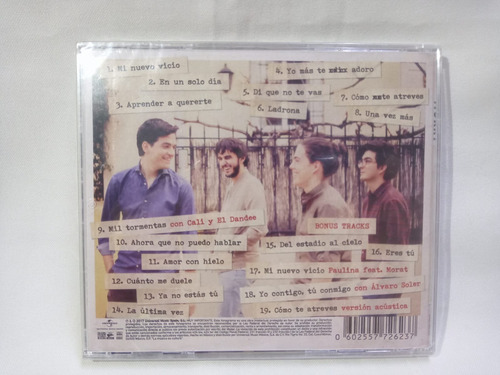 1. Mi nuevo vicio
2. En un solo día
3. Aprender a quererte
4. Yo más te adoro
5. Di que no te vas
6. Ladrona
7. Cómo te atreves
8. Una vez más
9. Mil tormentas con Cali y El Dandee
10. Ahora que no puedo hablar
11. Amor con hielo
12. Cuánto me duele
13. Ya no estás tú
14. La última vez
BONUS TRACKS
15. Del estadio al cielo
16. Eres tú
17. Mi nuevo vicio Paulina feat. Morat
18. Yo contigo, tú conmigo con Álvaro Soler
19. Cómo te atreves versión acústica
0 602557 726237